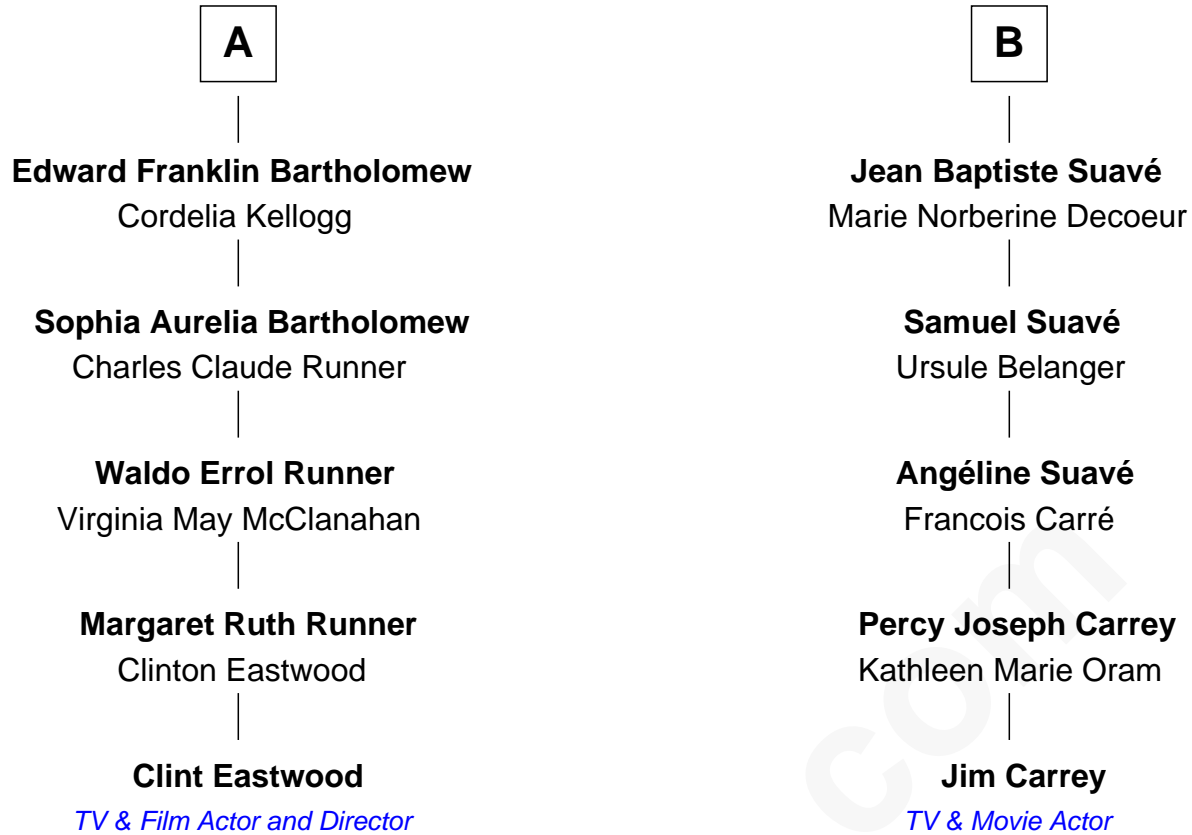 A
Edward Franklin Bartholomew
Cordelia Kellogg
Sophia Aurelia Bartholomew
Charles Claude Runner
Waldo Errol Runner
Virginia May McClanahan
Margaret Ruth Runner
Clinton Eastwood
Clint Eastwood
TV & Film Actor and Director
B
Jean Baptiste Suavé
Marie Norberine Decoeur
Samuel Suavé
Ursule Belanger
Angéline Suavé
Francois Carré
Percy Joseph Carrey
Kathleen Marie Oram
Jim Carrey
TV & Movie Actor
com